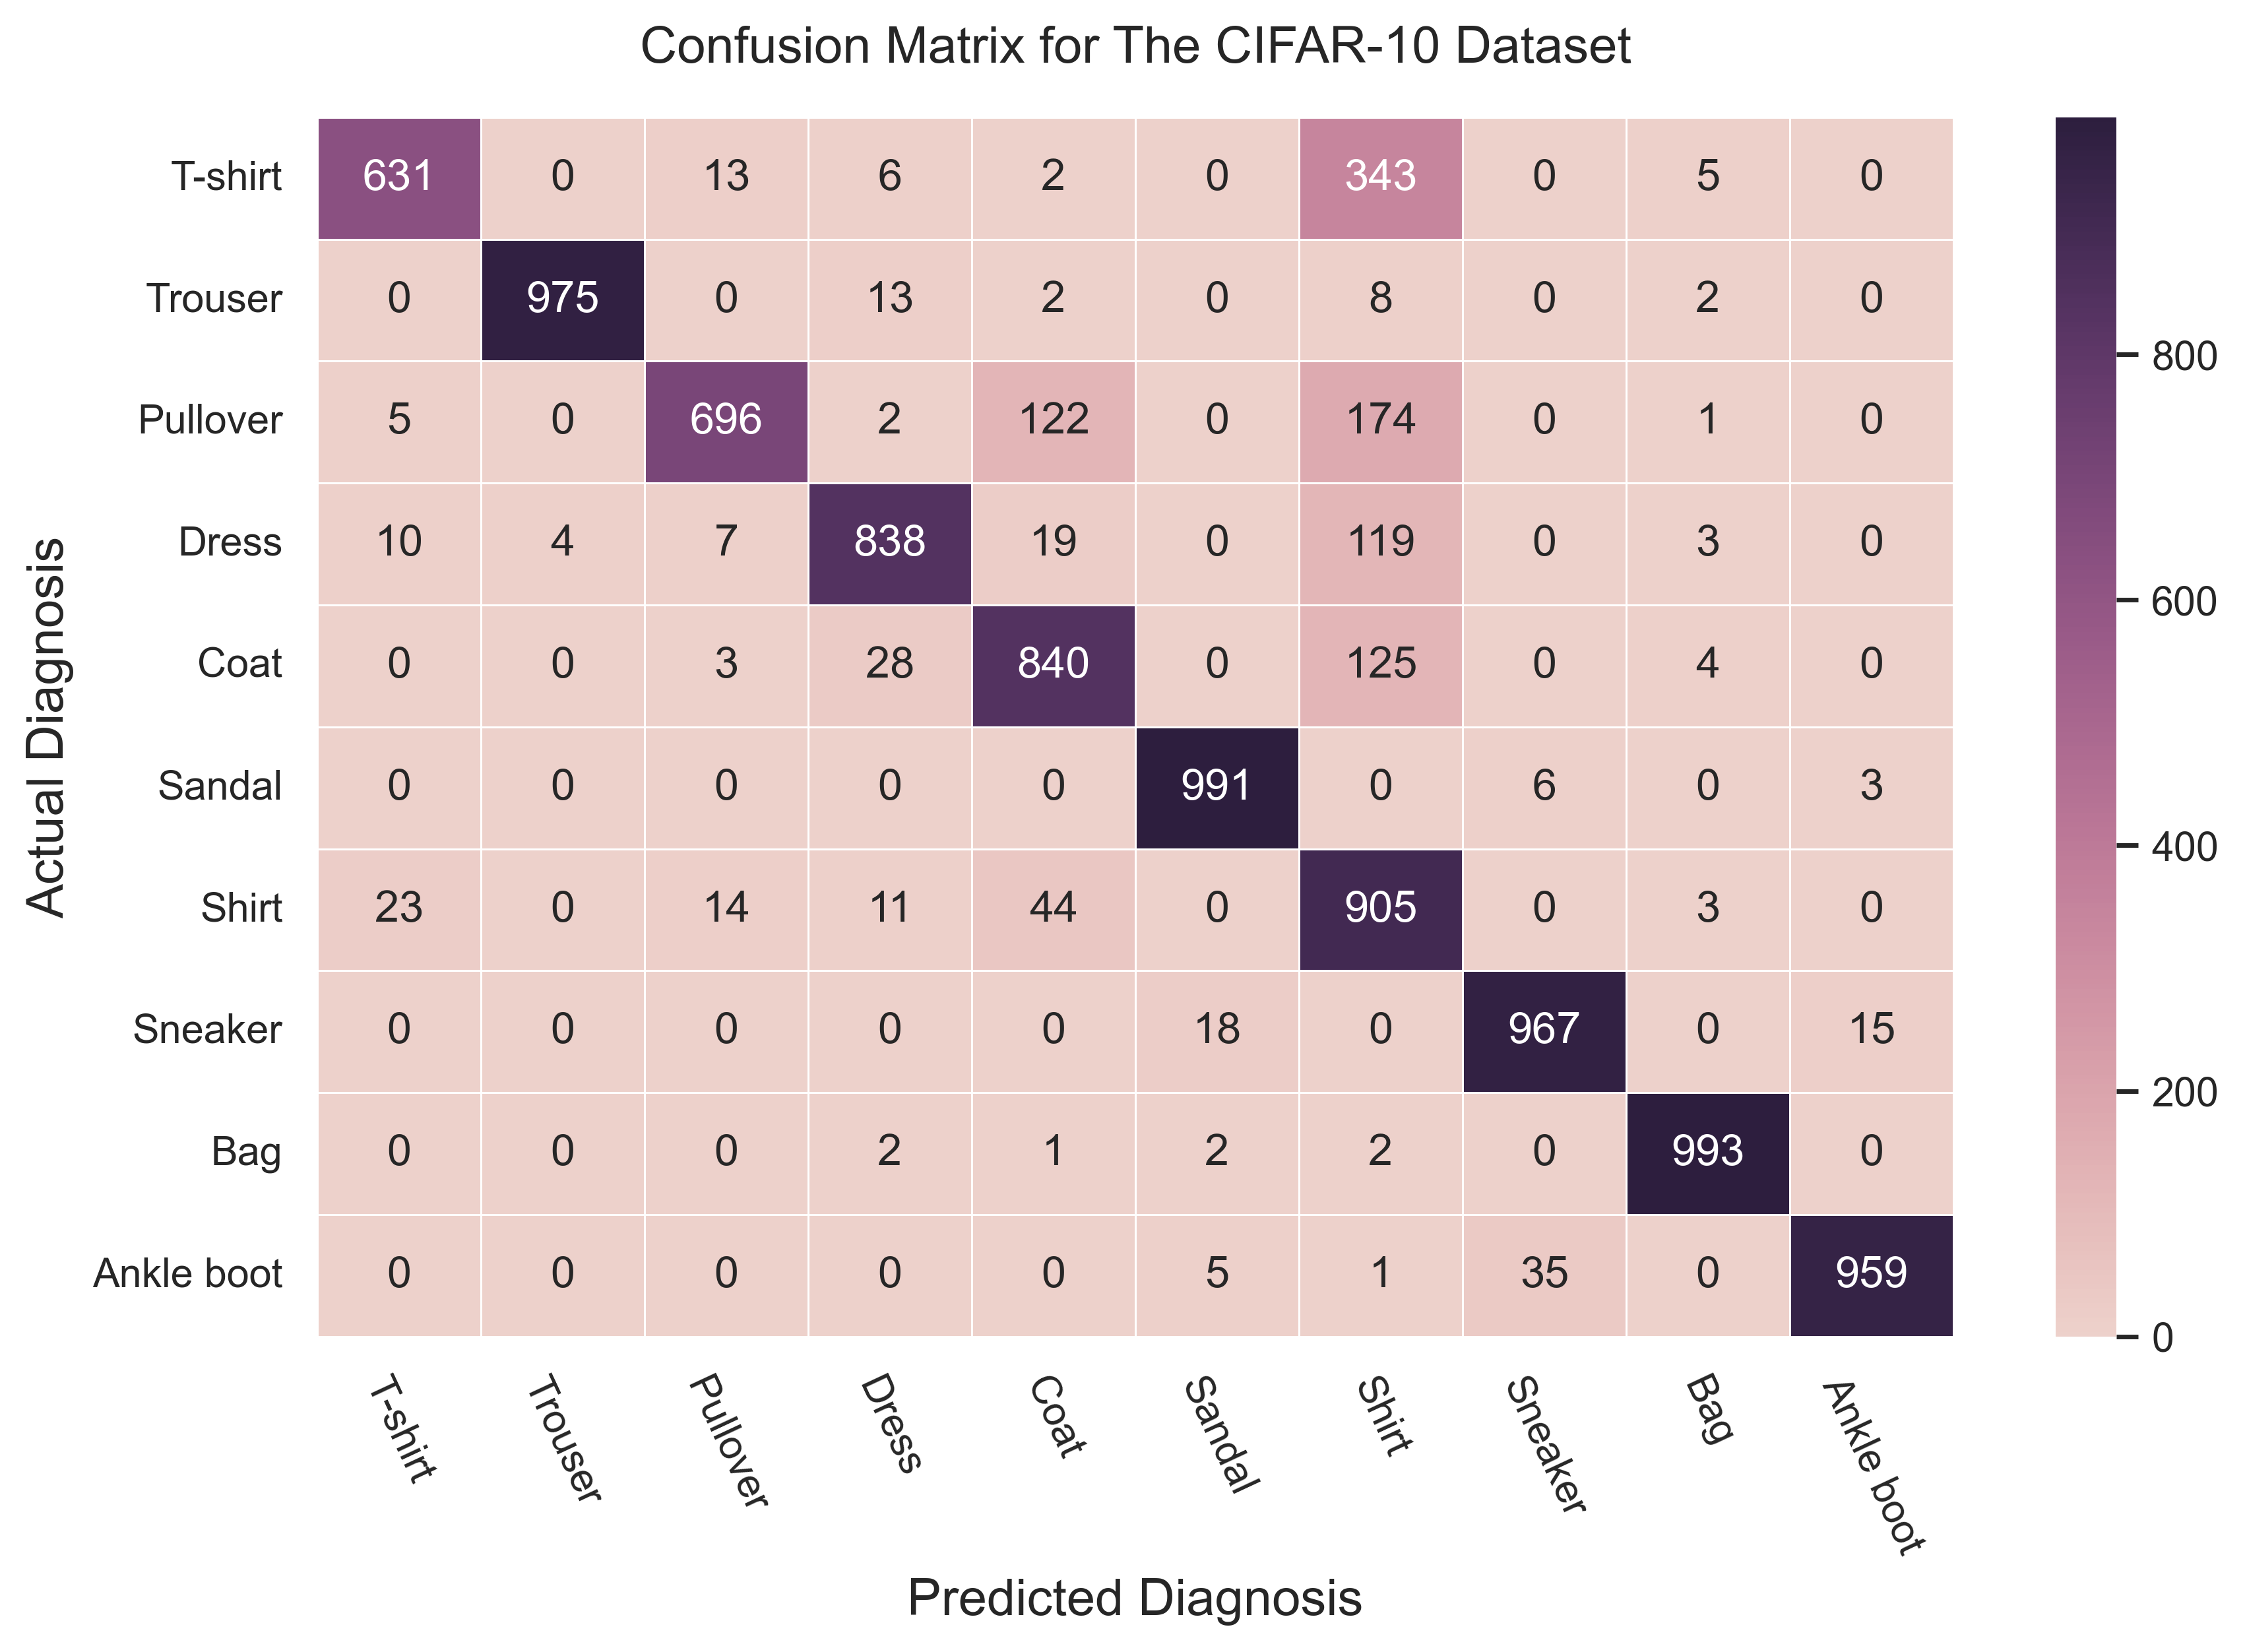 Confusion Matrix for The CIFAR-10 Dataset
T-shirt 631 0 13 6 2 0 343 0 5 0
Trouser 0 975 0 13 2 0 8 0 2 0
Pullover 5 0 696 2 122 0 174 0 1 0
Dress 10 4 7 838 19 0 119 0 3 0
Coat 0 0 3 28 840 0 125 0 4 0
Sandal 0 0 0 0 0 991 0 6 0 3
Shirt 23 0 14 11 44 0 905 0 3 0
Sneaker 0 0 0 0 0 18 0 967 0 15
Bag 0 0 0 2 1 2 2 0 993 0
Ankle boot 0 0 0 0 0 5 1 35 0 959
T-shirt Trouser Pullover Dress Coat Sandal Shirt Sneaker Bag Ankle boot
Predicted Diagnosis
Actual Diagnosis
800
600
400
200
0